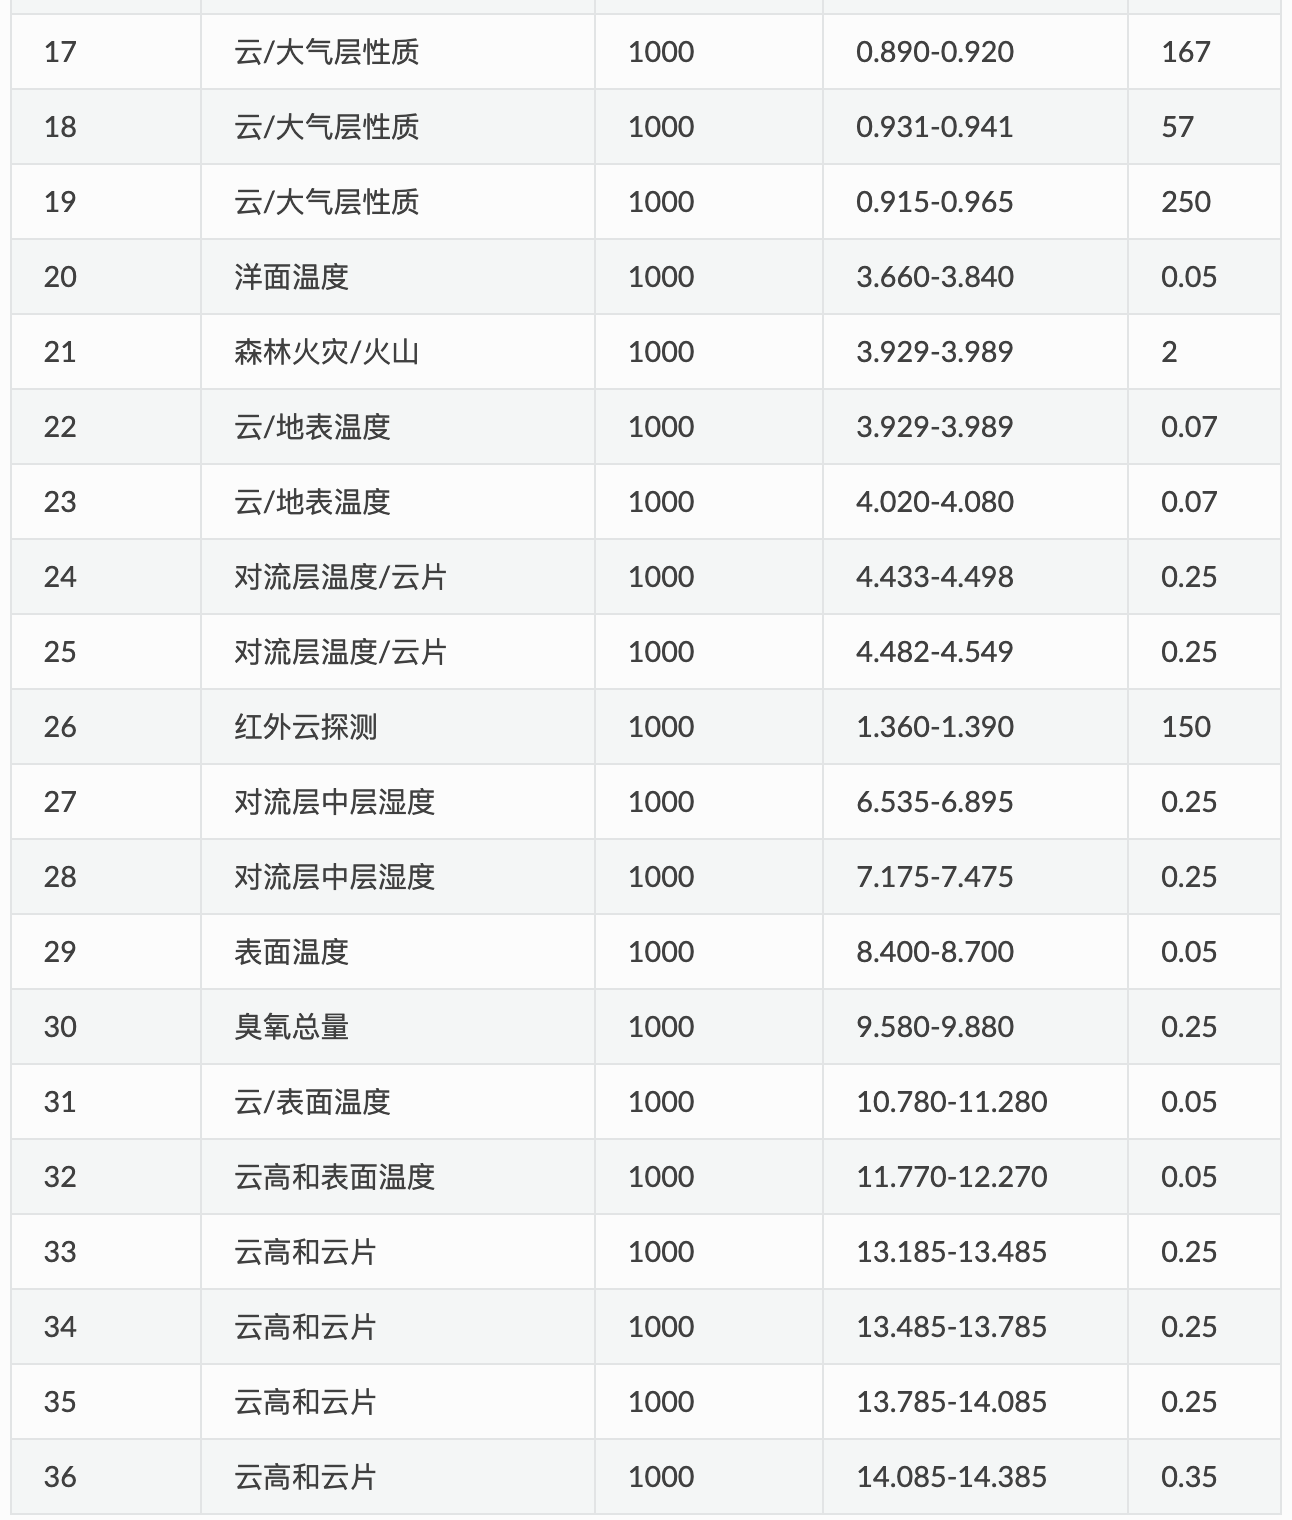 17 云/大气层性质 1000 0.890-0.920 167
18 云/大气层性质 1000 0.931-0.941 57
19 云/大气层性质 1000 0.915-0.965 250
20 洋面温度 1000 3.660-3.840 0.05
21 森林火灾/火山 1000 3.929-3.989 2
22 云/地表温度 1000 3.929-3.989 0.07
23 云/地表温度 1000 4.020-4.080 0.07
24 对流层温度/云片 1000 4.433-4.498 0.25
25 对流层温度/云片 1000 4.482-4.549 0.25
26 红外云探测 1000 1.360-1.390 150
27 对流层中层湿度 1000 6.535-6.895 0.25
28 对流层中层湿度 1000 7.175-7.475 0.25
29 表面温度 1000 8.400-8.700 0.05
30 臭氧总量 1000 9.580-9.880 0.25
31 云/表面温度 1000 10.780-11.280 0.05
32 云高和表面温度 1000 11.770-12.270 0.05
33 云高和云片 1000 13.185-13.485 0.25
34 云高和云片 1000 13.485-13.785 0.25
35 云高和云片 1000 13.785-14.085 0.25
36 云高和云片 1000 14.085-14.385 0.35